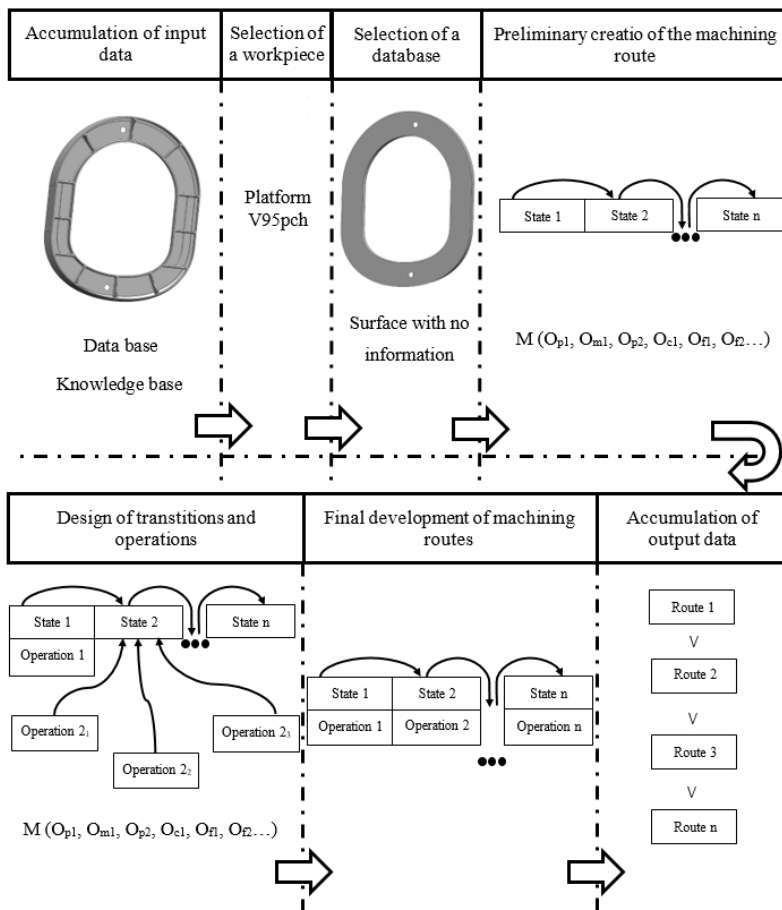 Accumulation of input
data
Selection of
a workpiece
Selection of a
database
Preliminary creatio of the machining
route
Data base
Knowledge base
Platform
V95pch
Surface with no
information
State 1
State 2
State n
M (Op1, Om1, Op2, Oc1, Of1, Of2…)
Design of transtitions and
operations
Final development of machining
routes
Accumulation of
output data
State 1
State 2
State n
Operation 1
Operation 2₁
Operation 2₂
Operation 2₃
M (Op1, Om1, Op2, Oc1, Of1, Of2…)
State 1
State 2
State n
Operation 1
Operation 2
Operation n
Route 1
V
Route 2
V
Route 3
V
Route n